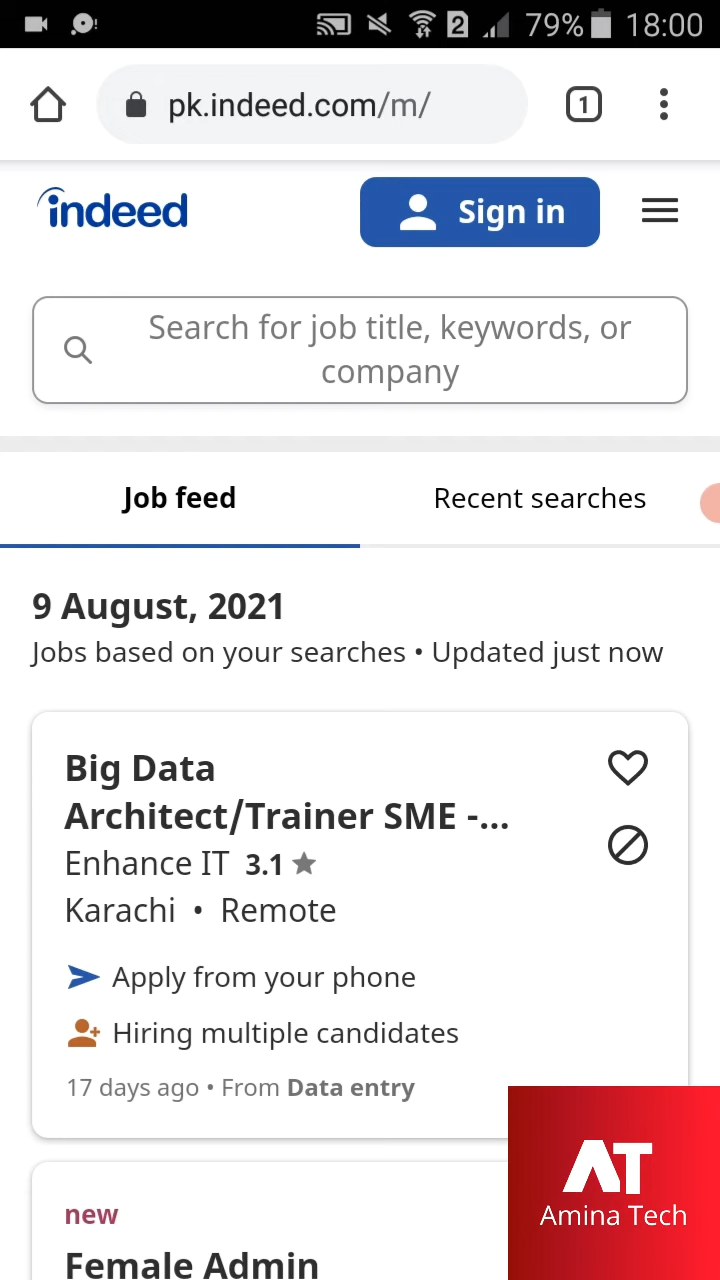 2 79% 18:00
pk.indeed.com/m/ 1
indeed Sign in
Search for job title, keywords, or
company
Job feed Recent searches
9 August, 2021
Jobs based on your searches • Updated just now
Big Data
Architect/Trainer SME -...
Enhance IT 3.1 ★
Karachi • Remote
Apply from your phone
Hiring multiple candidates
17 days ago • From Data entry
AT
Amina Tech
new
Female Admin